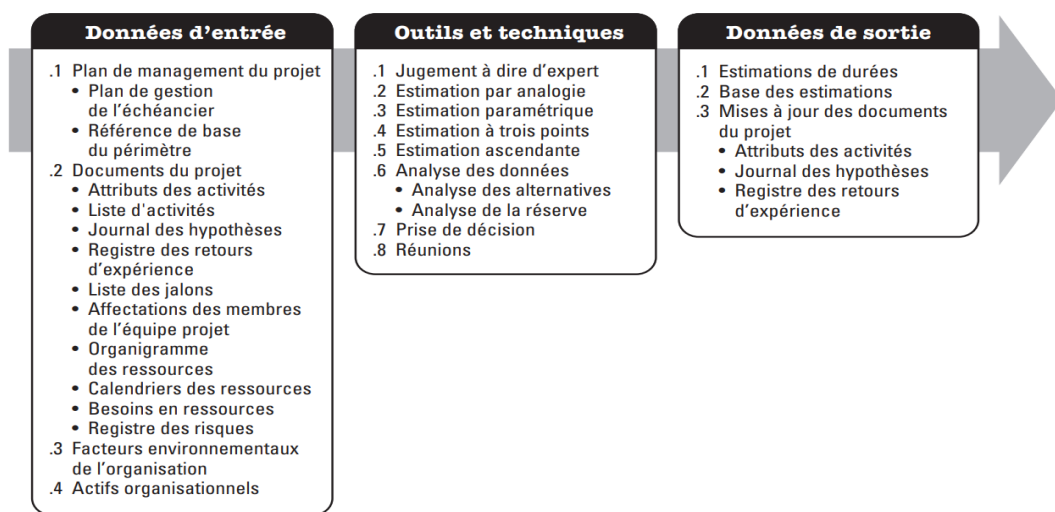 Données d’entrée
.1 Plan de management du projet
• Plan de gestion
de l’échéancier
• Référence de base
du périmètre
.2 Documents du projet
• Attributs des activités
• Liste d'activités
• Journal des hypothèses
• Registre des retours
d’expérience
• Liste des jalons
• Affectations des membres
de l’équipe projet
• Organigramme
des ressources
• Calendriers des ressources
• Besoins en ressources
• Registre des risques
.3 Facteurs environnementaux
de l’organisation
.4 Actifs organisationnels
Outils et techniques
.1 Jugement à dire d’expert
.2 Estimation par analogie
.3 Estimation paramétrique
.4 Estimation à trois points
.5 Estimation ascendante
.6 Analyse des données
• Analyse des alternatives
• Analyse de la réserve
.7 Prise de décision
.8 Réunions
Données de sortie
.1 Estimations de durées
.2 Base des estimations
.3 Mises à jour des documents
du projet
• Attributs des activités
• Journal des hypothèses
• Registre des retours
d’expérience